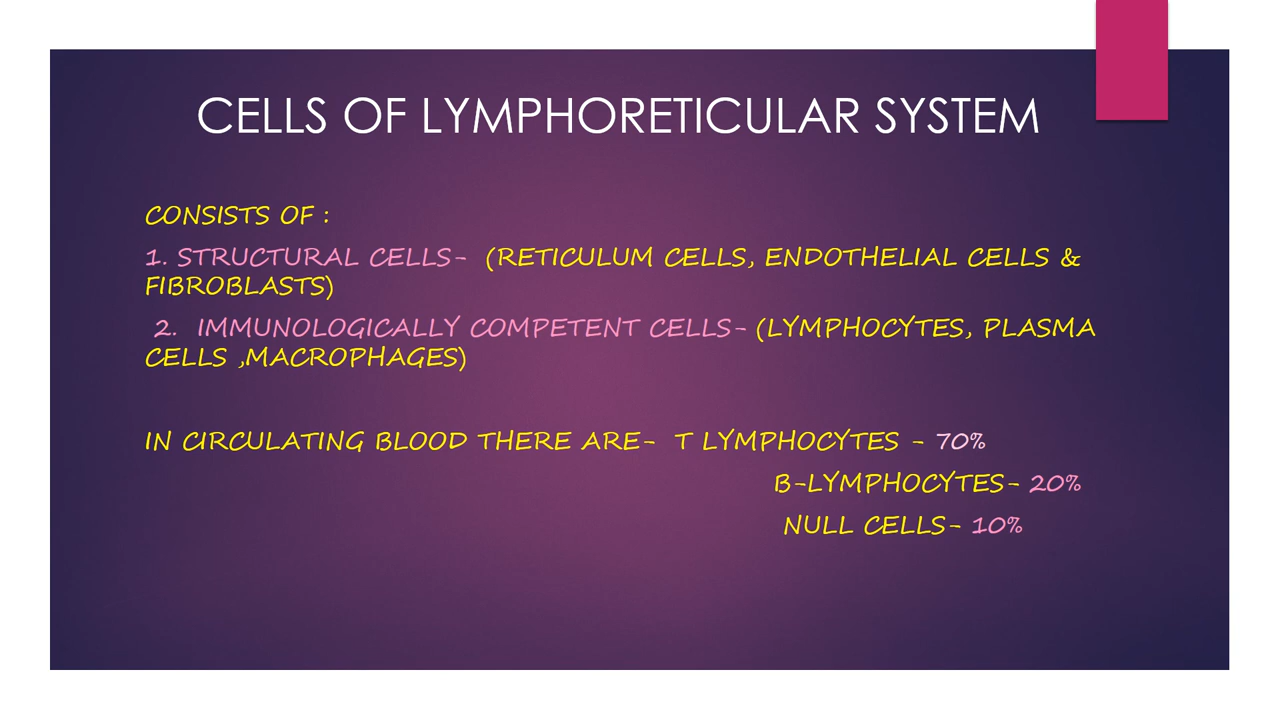 CELLS OF LYMPHORETICULAR SYSTEM
CONSISTS OF :
1. STRUCTURAL CELLS- (RETICULUM CELLS, ENDOTHELIAL CELLS &
FIBROBLASTS)
2. IMMUNOLOGICALLY COMPETENT CELLS- (LYMPHOCYTES, PLASMA
CELLS ,MACROPHAGES)
IN CIRCULATING BLOOD THERE ARE- T LYMPHOCYTES - 70%
B-LYMPHOCYTES- 20%
NULL CELLS- 10%